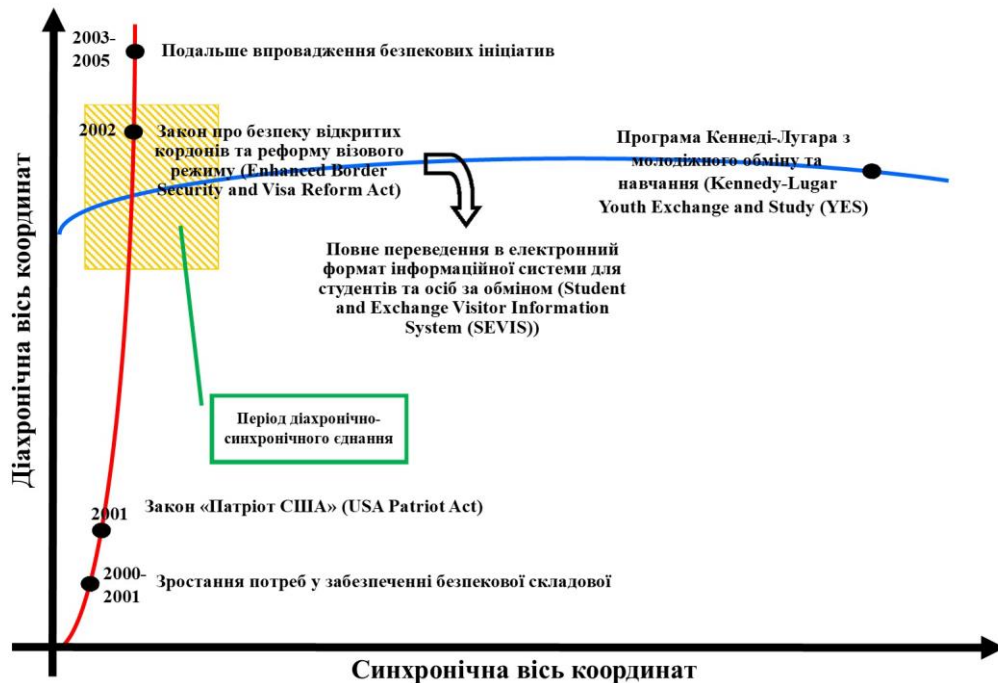 2003-
2005
Подальше впровадження безпекових ініціатив
2002
Закон про безпеку відкритих
кордонів та реформу візового
режиму (Enhanced Border
Security and Visa Reform Act)
Програма Кеннеді-Лугара з
молодіжного обміну та
навчання (Kennedy-Lugar
Youth Exchange and Study (YES)
Повне переведення в електронний
формат інформаційної системи для
студентів та осіб за обміном (Student
and Exchange Visitor Information
System (SEVIS))
Період діахронічно-
синхронічного єднання
2001
Закон «Патріот США» (USA Patriot Act)
2000-
2001
Зростання потреб у забезпеченні безпекової складової
Діахронічна вісь координат
Синхронічна вісь координат